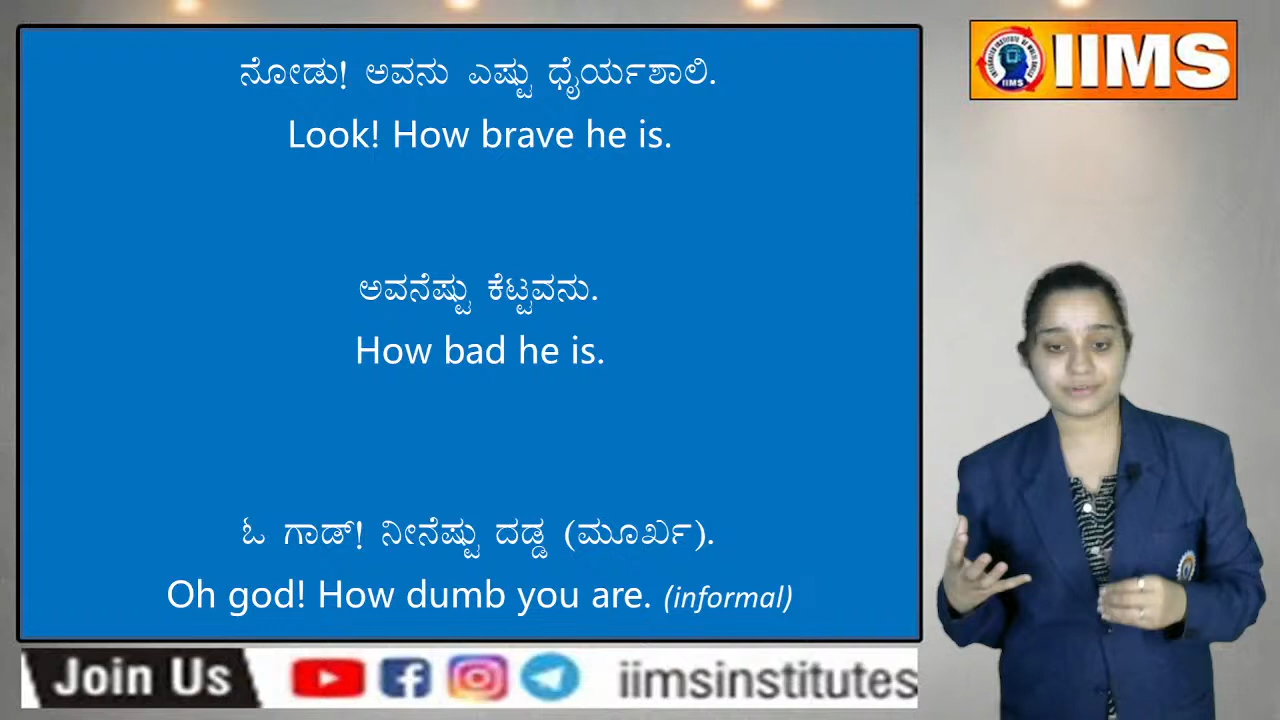 ನೋಡು! ಅವನು ಎಷ್ಟು ಧೈರ್ಯಶಾಲಿ.
Look! How brave he is.
ಅವನೆಷ್ಟು ಕೆಟ್ಟವನು.
How bad he is.
ಓ ಗಾಡ್! ನೀನೆಷ್ಟು ದಡ್ಡ (ಮೂರ್ಖ).
Oh god! How dumb you are. (informal)
IIMS
IIMS
Join Us iimsinstitutes